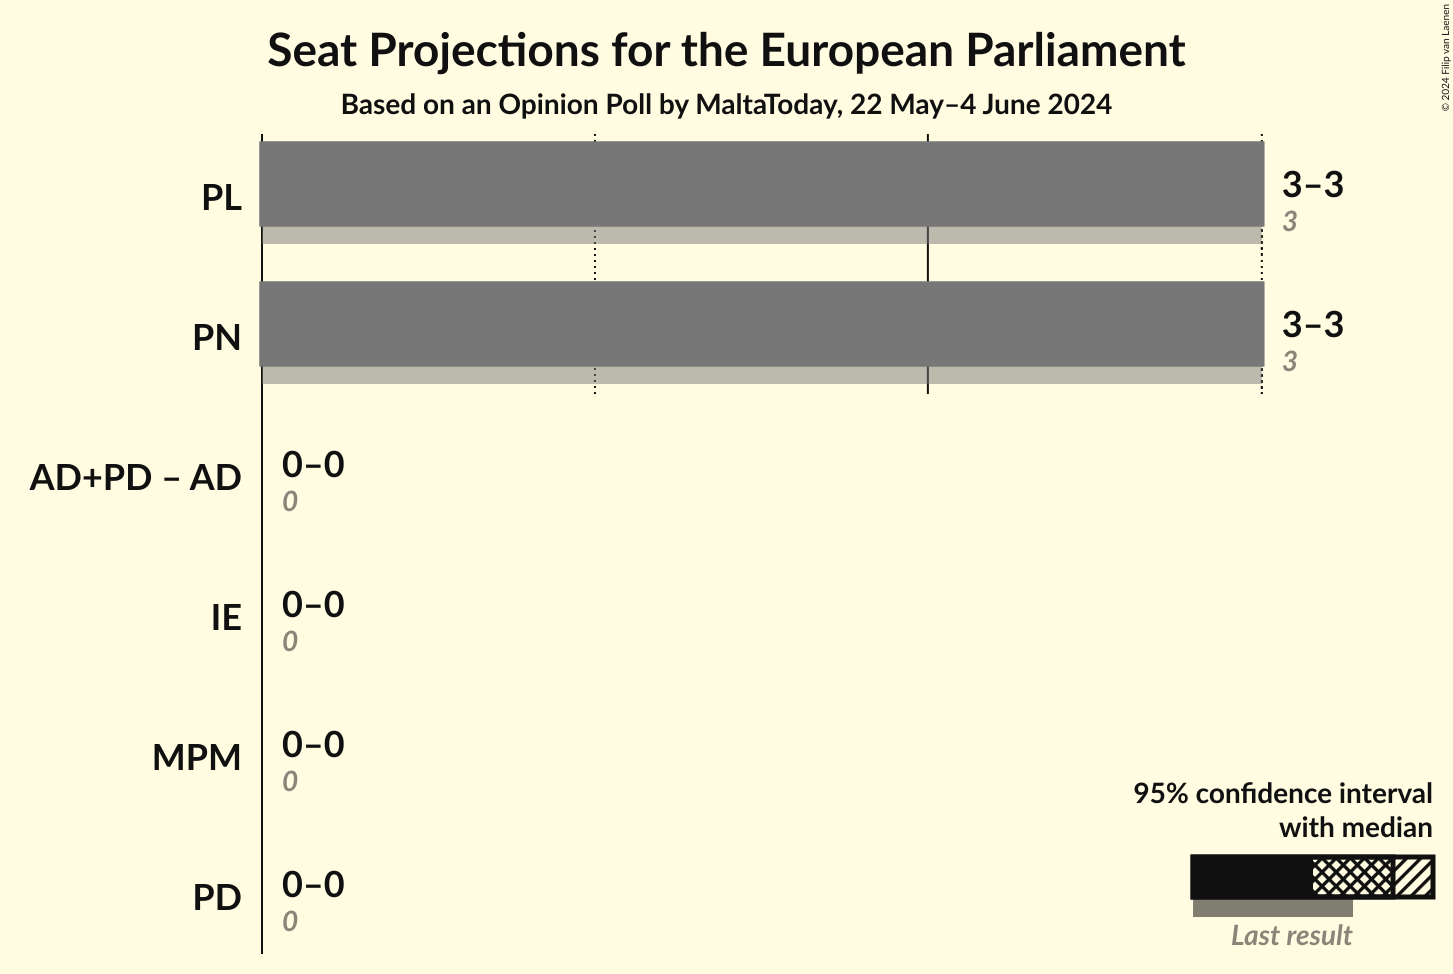 Seat Projections for the European Parliament
Based on an Opinion Poll by MaltaToday, 22 May–4 June 2024
© 2024 Filip van Laenen
PL
3–3
3
PN
3–3
3
AD+PD – AD
0–0
0
IE
0–0
0
MPM
0–0
0
PD
0–0
0
95% confidence interval
with median
Last result